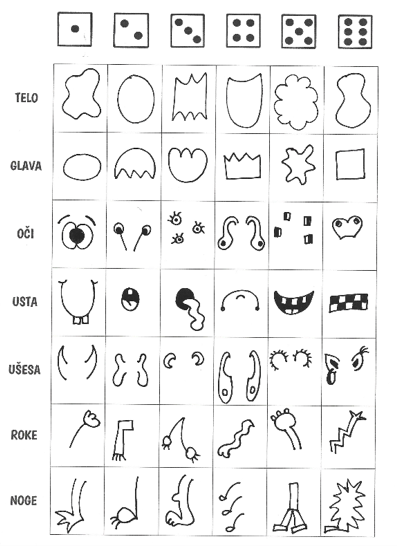 TELO
GLAVA
OČI
USTA
UŠESA
ROKE
NOGE